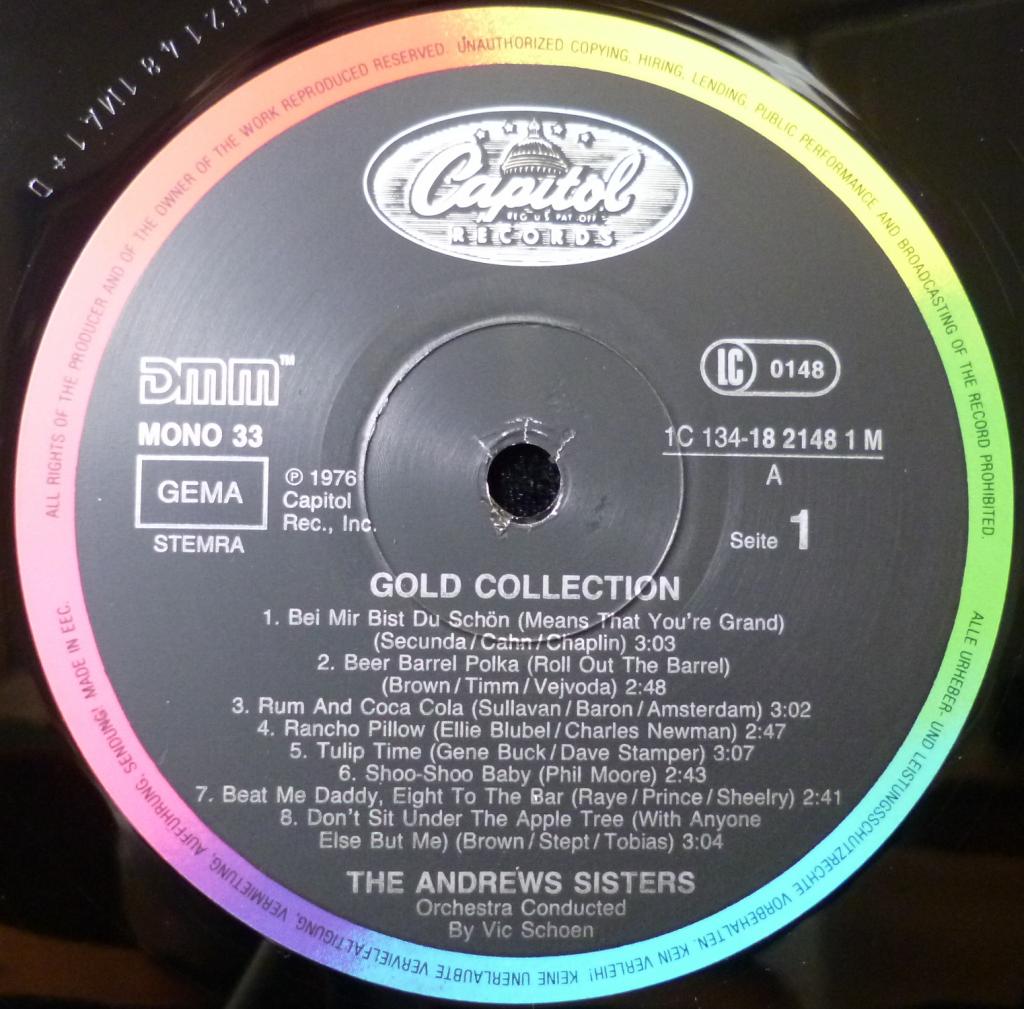 82148 1MA 1 + D
ALL RIGHTS OF THE PRODUCER AND OF THE OWNER OF THE WORK REPRODUCED RESERVED. UNAUTHORIZED COPYING, HIRING, LENDING, PUBLIC PERFORMANCE AND BROADCASTING OF THE RECORD PROHIBITED.
Capitol
REG. U.S. PAT. OFF.
RECORDS
DMM™
LC 0148
MONO 33
1C 134-18 2148 1 M
A
GEMA
STEMRA
℗ 1976
Capitol
Rec., Inc.
Seite 1
GOLD COLLECTION
1. Bei Mir Bist Du Schön (Means That You're Grand)
(Secunda/Cahn/Chaplin) 3:03
2. Beer Barrel Polka (Roll Out The Barrel)
(Brown/Timm/Vejvoda) 2:48
3. Rum And Coca Cola (Sullavan/Baron/Amsterdam) 3:02
4. Rancho Pillow (Ellie Blubel/Charles Newman) 2:47
5. Tulip Time (Gene Buck/Dave Stamper) 3:07
6. Shoo-Shoo Baby (Phil Moore) 2:43
7. Beat Me Daddy, Eight To The Bar (Raye/Prince/Sheelry) 2:41
8. Don't Sit Under The Apple Tree (With Anyone
Else But Me) (Brown/Stept/Tobias) 3:04
THE ANDREWS SISTERS
Orchestra Conducted
By Vic Schoen
ALLE URHEBER- UND LEISTUNGSSCHUTZRECHTE VORBEHALTEN. KEIN VERLEIH! KEINE UNERLAUBTE VERVIELFÄLTIGUNG, VERMIETUNG, AUFFÜHRUNG, SENDUNG! MADE IN EEC.